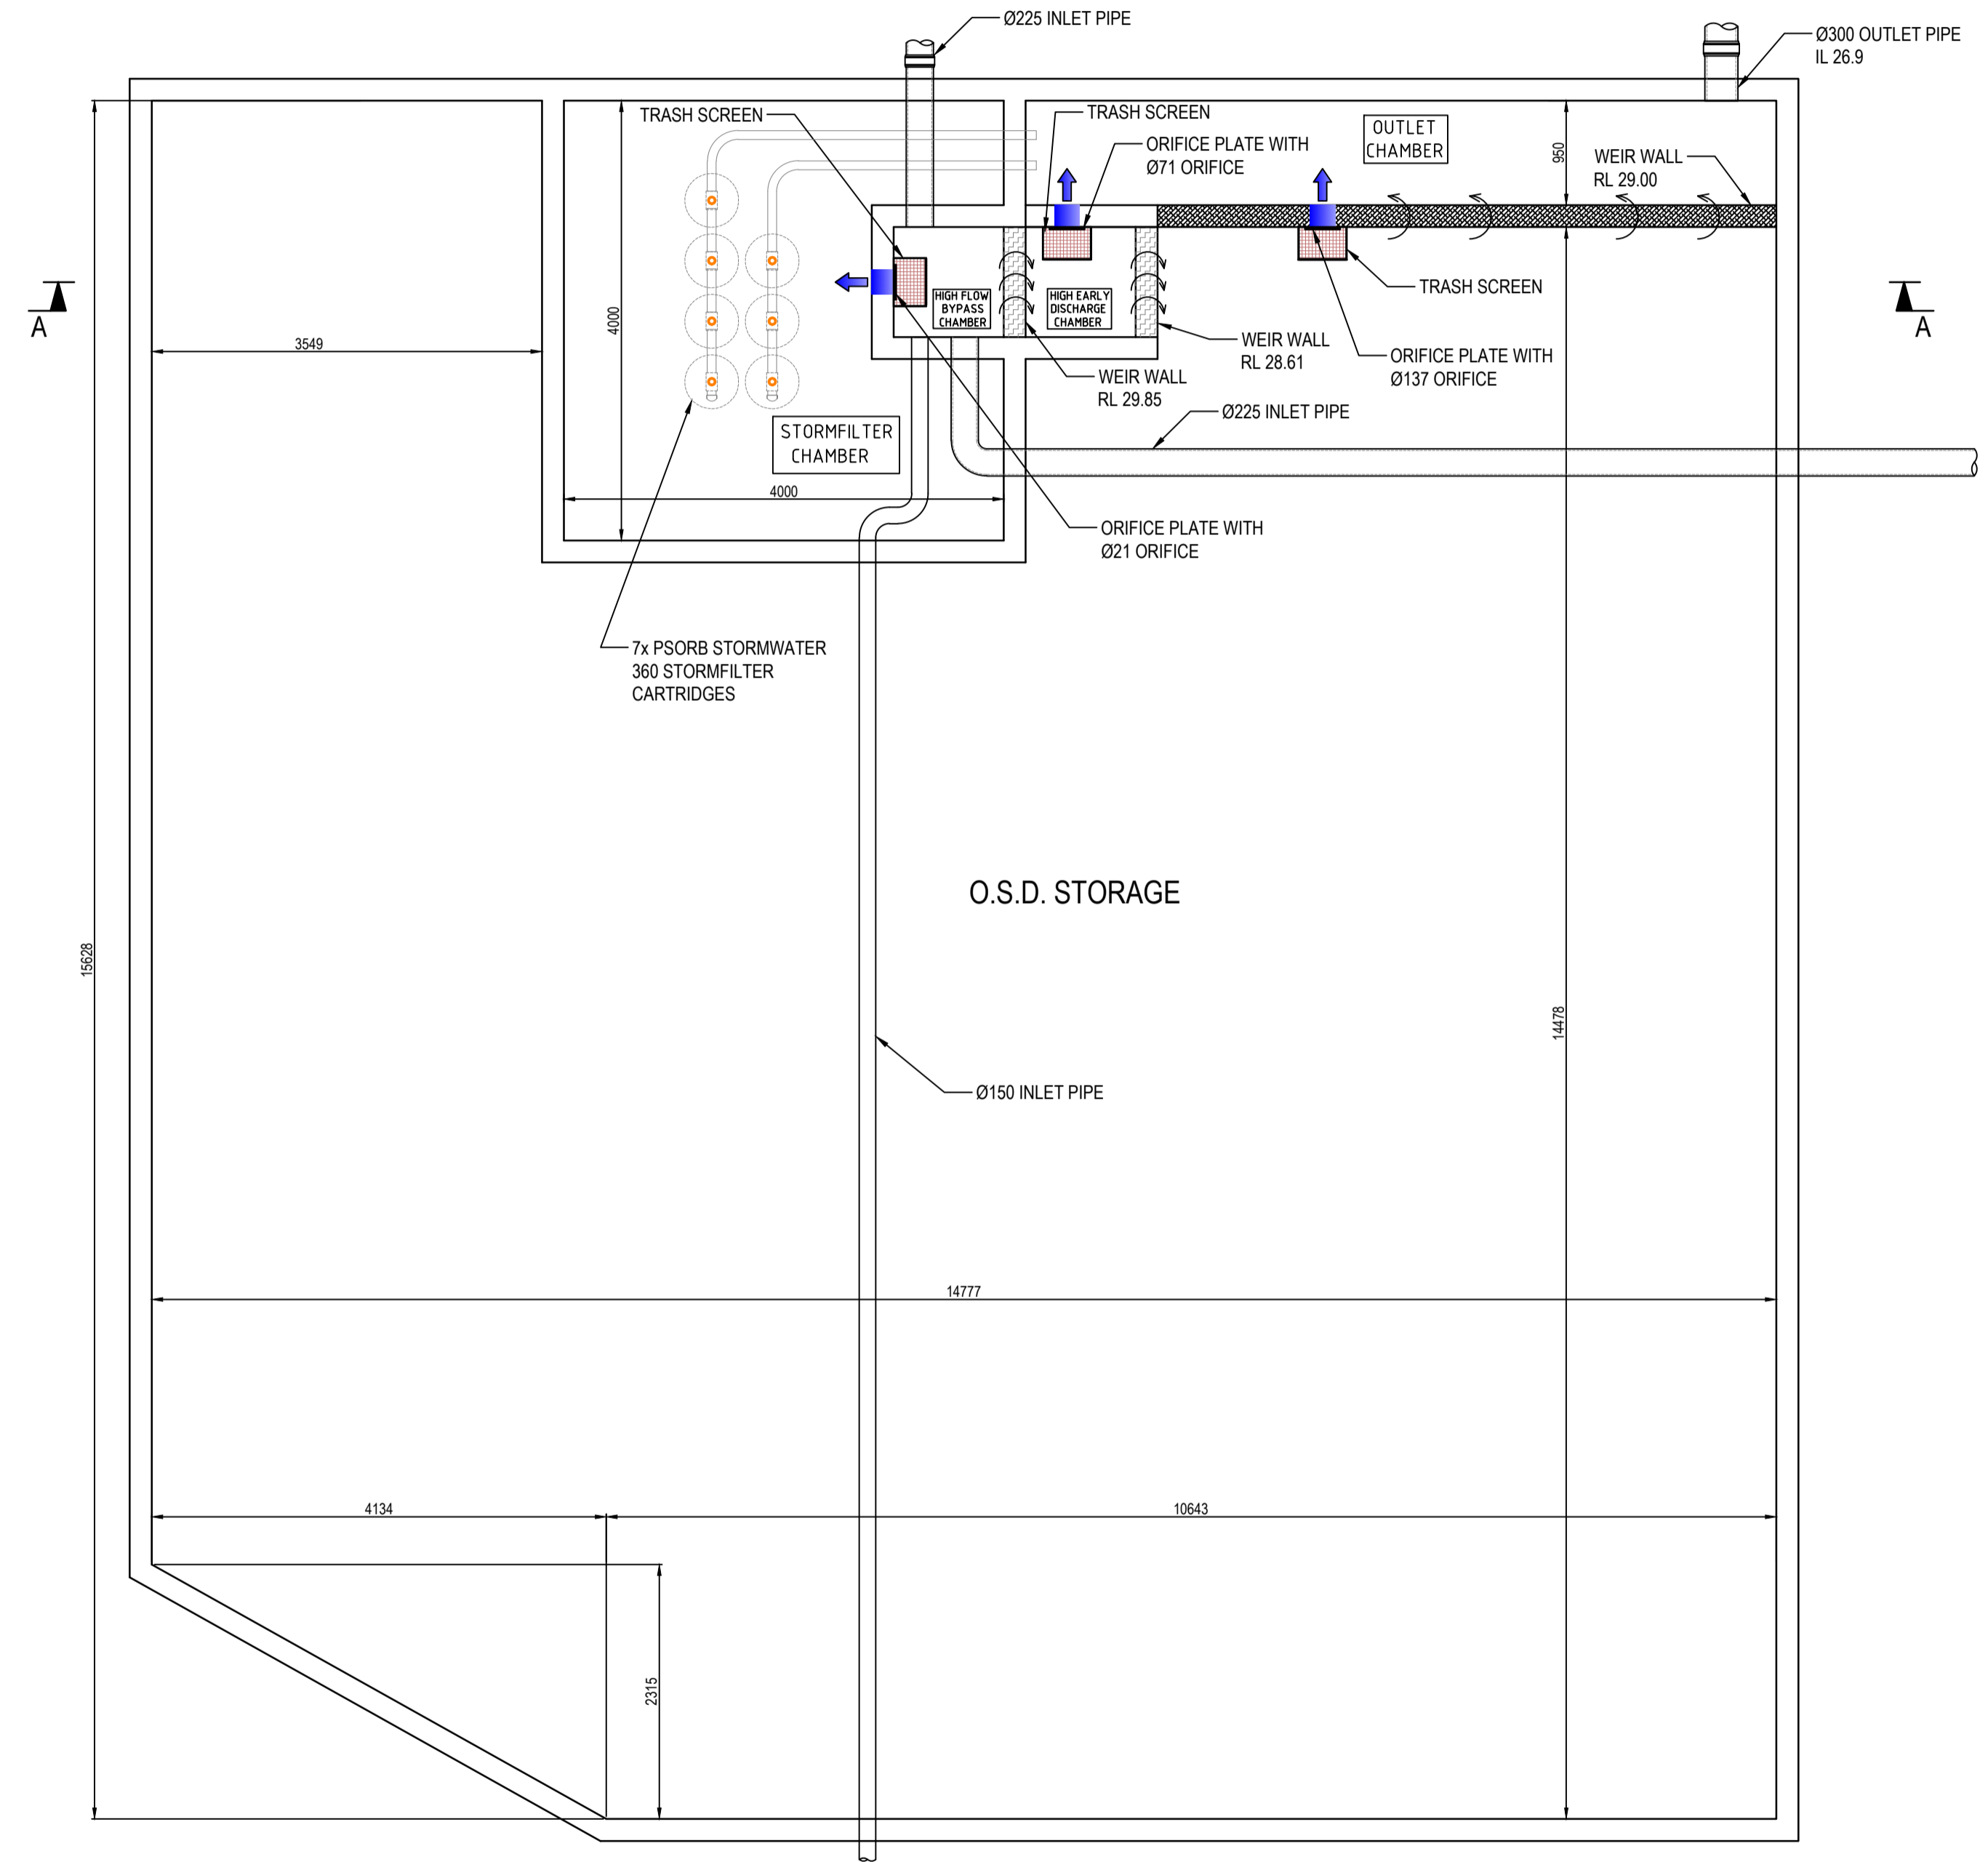 Ø225 INLET PIPE
Ø300 OUTLET PIPE
IL 26.9
TRASH SCREEN
TRASH SCREEN
ORIFICE PLATE WITH
Ø71 ORIFICE
OUTLET
CHAMBER
950
WEIR WALL
RL 29.00
A
A
3549
4000
HIGH FLOW
BYPASS
CHAMBER
HIGH EARLY
DISCHARGE
CHAMBER
TRASH SCREEN
WEIR WALL
RL 28.61
ORIFICE PLATE WITH
Ø137 ORIFICE
WEIR WALL
RL 29.85
Ø225 INLET PIPE
STORMFILTER
CHAMBER
4000
ORIFICE PLATE WITH
Ø21 ORIFICE
7x PSORB STORMWATER
360 STORMFILTER
CARTRIDGES
O.S.D. STORAGE
15628
14478
Ø150 INLET PIPE
14777
4134
10643
2315